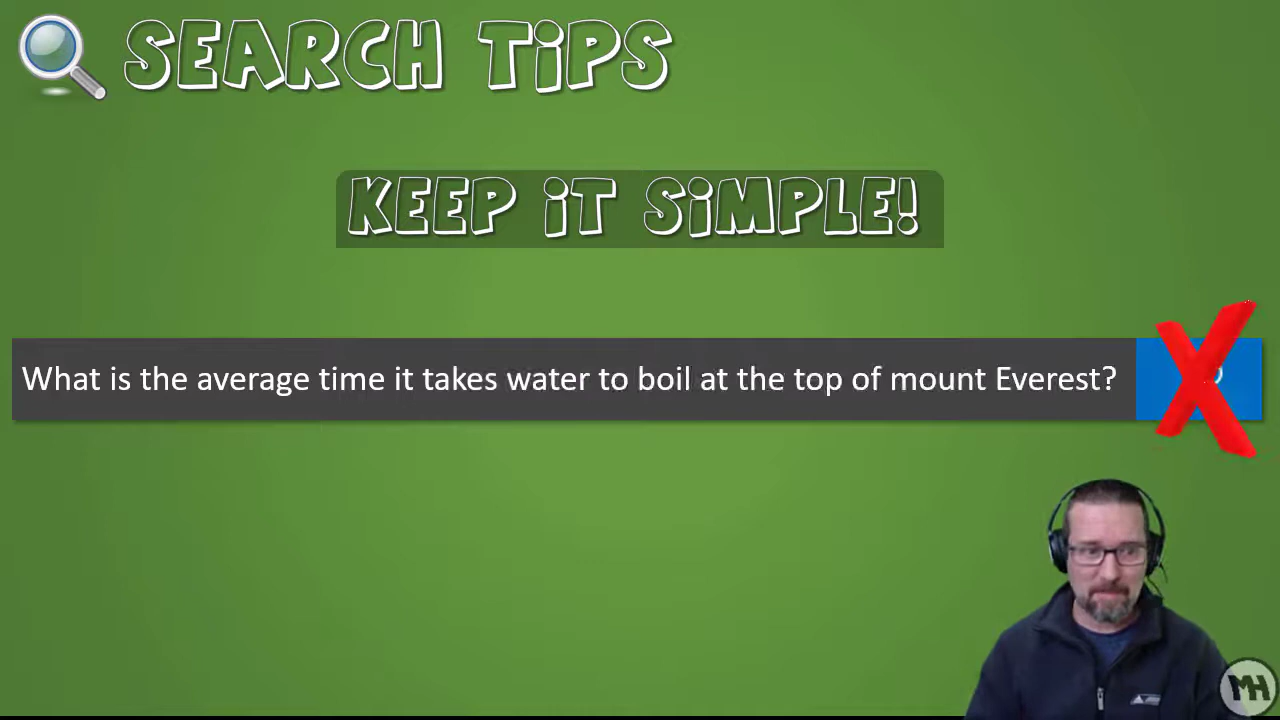 SEARCH TiPS
KEEP iT SiMPLE!
What is the average time it takes water to boil at the top of mount Everest?
MH